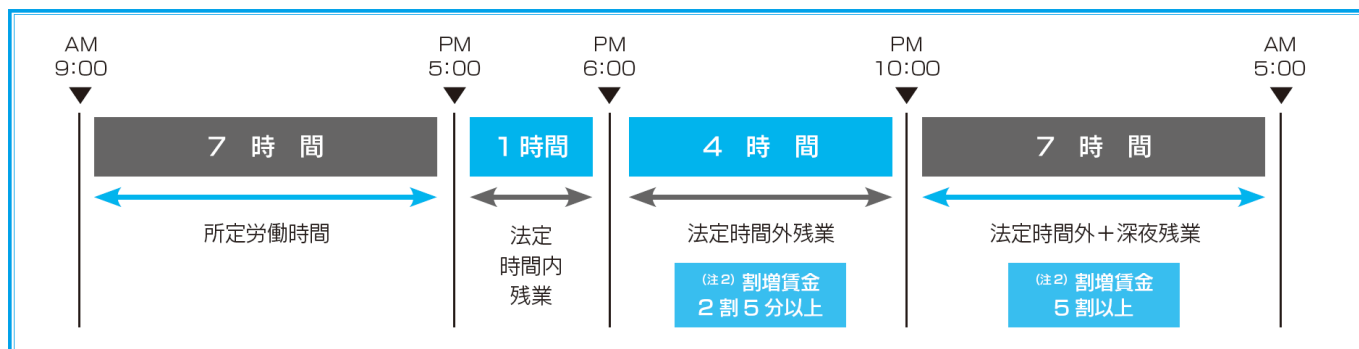 AM
9:00
PM
5:00
PM
6:00
PM
10:00
AM
5:00
7 時 間
1時間
4 時 間
7 時 間
所定労働時間
法定
時間内
残業
法定時間外残業
法定時間外＋深夜残業
(注2) 割増賃金
2割5分以上
(注2) 割増賃金
5割以上